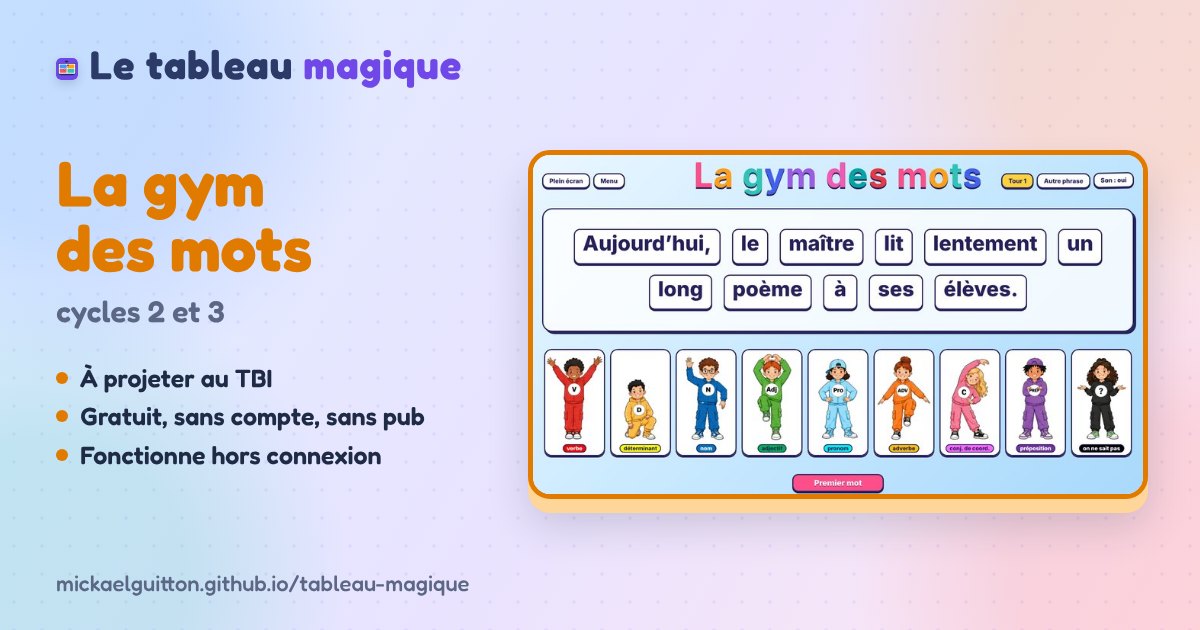 Le tableau magique
La gym
des mots
cycles 2 et 3
À projeter au TBI
Gratuit, sans compte, sans pub
Fonctionne hors connexion
mickaelguitton.github.io/tableau-magique
Plein écran
Menu
La gym des mots
Tour 1
Autre phrase
Son : oui
Aujourd'hui, le maître lit lentement un
long poème à ses élèves.
V
D
N
Adj
Pro
ADV
C
PREP
?
verbe
déterminant
nom
adjectif
pronom
adverbe
conj. de coord.
préposition
on ne sait pas
Premier mot